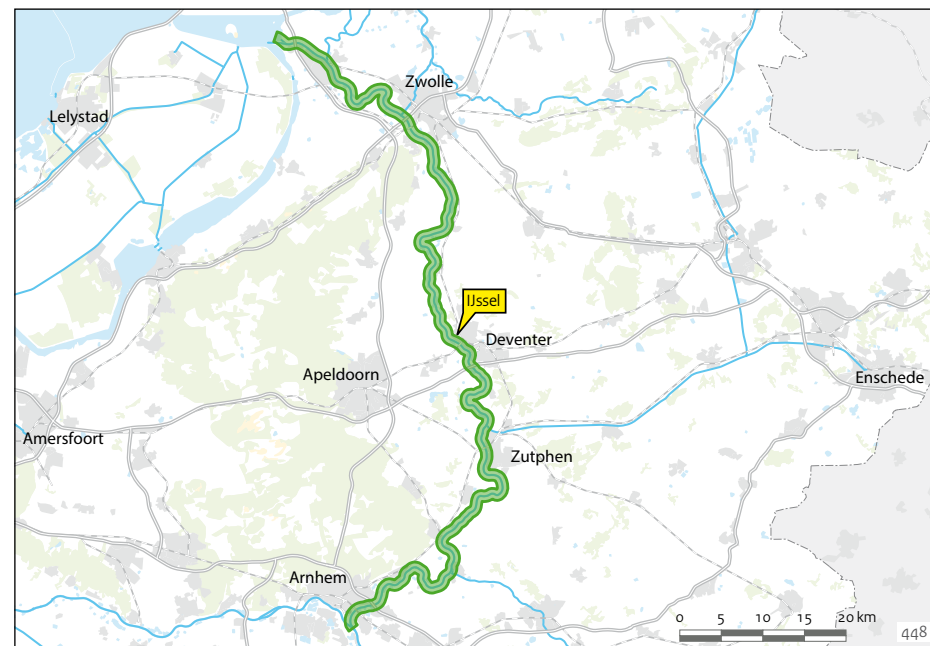 Zwolle
Lelystad
IJssel
Deventer
Apeldoorn
Enschede
Amersfoort
Zutphen
Arnhem
0 5 10 15 20 km
448